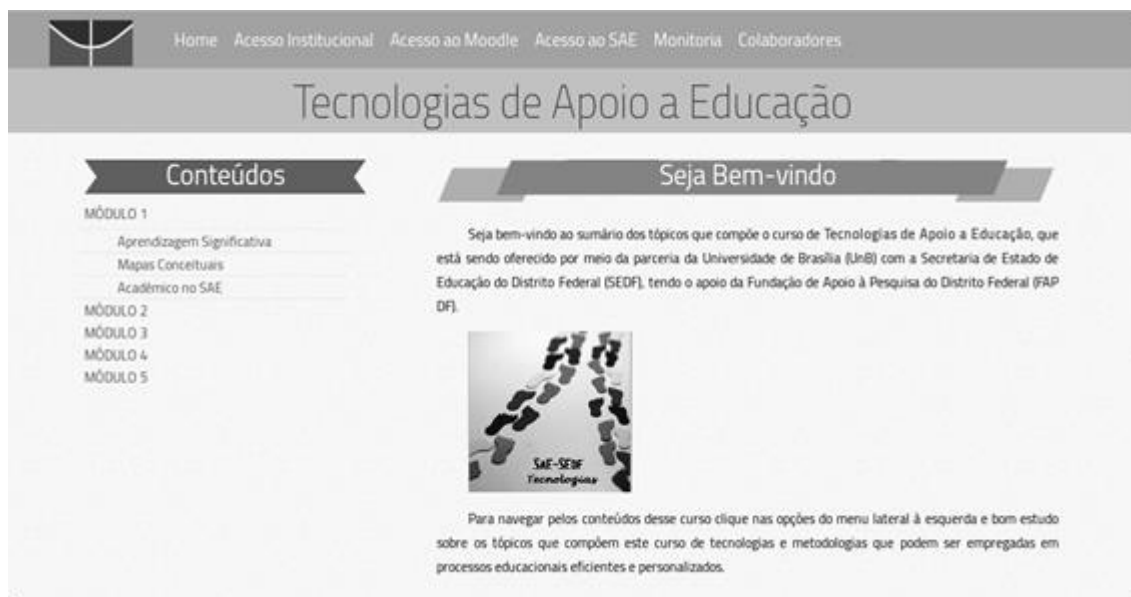 Home Acesso Institucional Acesso ao Moodle Acesso ao SAE Monitoria Colaboradores
Tecnologias de Apoio a Educação
Conteúdos
MÓDULO 1
Aprendizagem Significativa
Mapas Conceituais
Acadêmico no SAE
MÓDULO 2
MÓDULO 3
MÓDULO 4
MÓDULO 5
Seja Bem-vindo
Seja bem-vindo ao sumário dos tópicos que compõe o curso de Tecnologias de Apoio a Educação, que
está sendo oferecido por meio da parceria da Universidade de Brasília (UnB) com a Secretaria de Estado de
Educação do Distrito Federal (SEDF), tendo o apoio da Fundação de Apoio à Pesquisa do Distrito Federal (FAP
DF).
SAE-SEDF
Tecnologias
Para navegar pelos conteúdos desse curso clique nas opções do menu lateral à esquerda e bom estudo
sobre os tópicos que compõem este curso de tecnologias e metodologias que podem ser empregadas em
processos educacionais eficientes e personalizados.